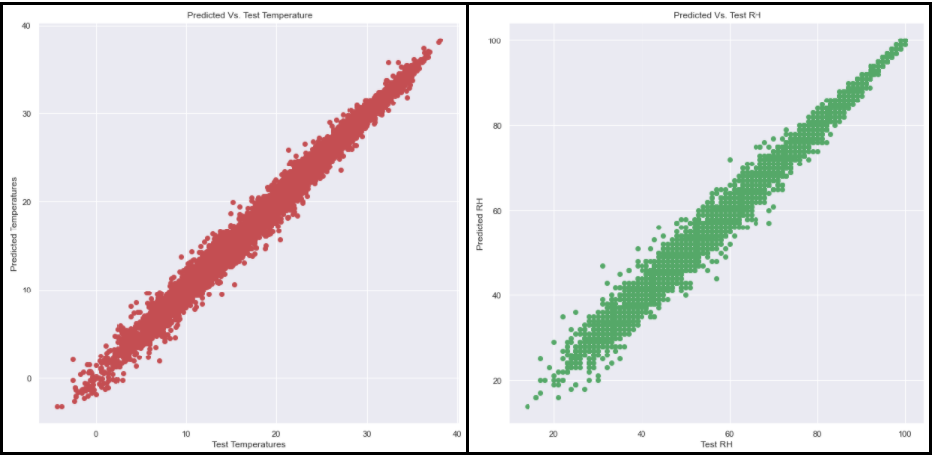 Predicted Vs. Test Temperature
40
30
20
10
0
Predicted Temperatures
0 10 20 30 40
Test Temperatures
Predicted Vs. Test RH
100
80
60
40
20
Predicted RH
20 40 60 80 100
Test RH